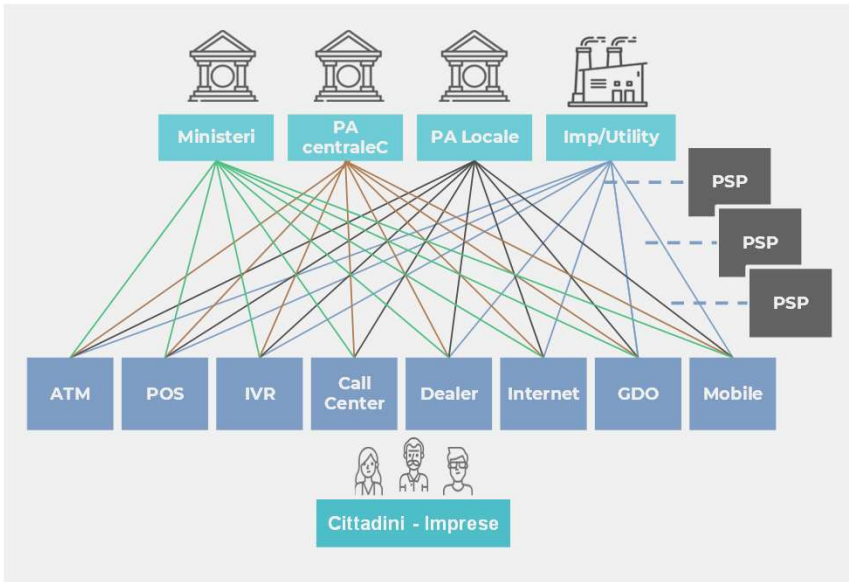 Ministeri
PA
centraleC
PA Locale
Imp/Utility
PSP
PSP
PSP
ATM
POS
IVR
Call
Center
Dealer
Internet
GDO
Mobile
Cittadini - Imprese